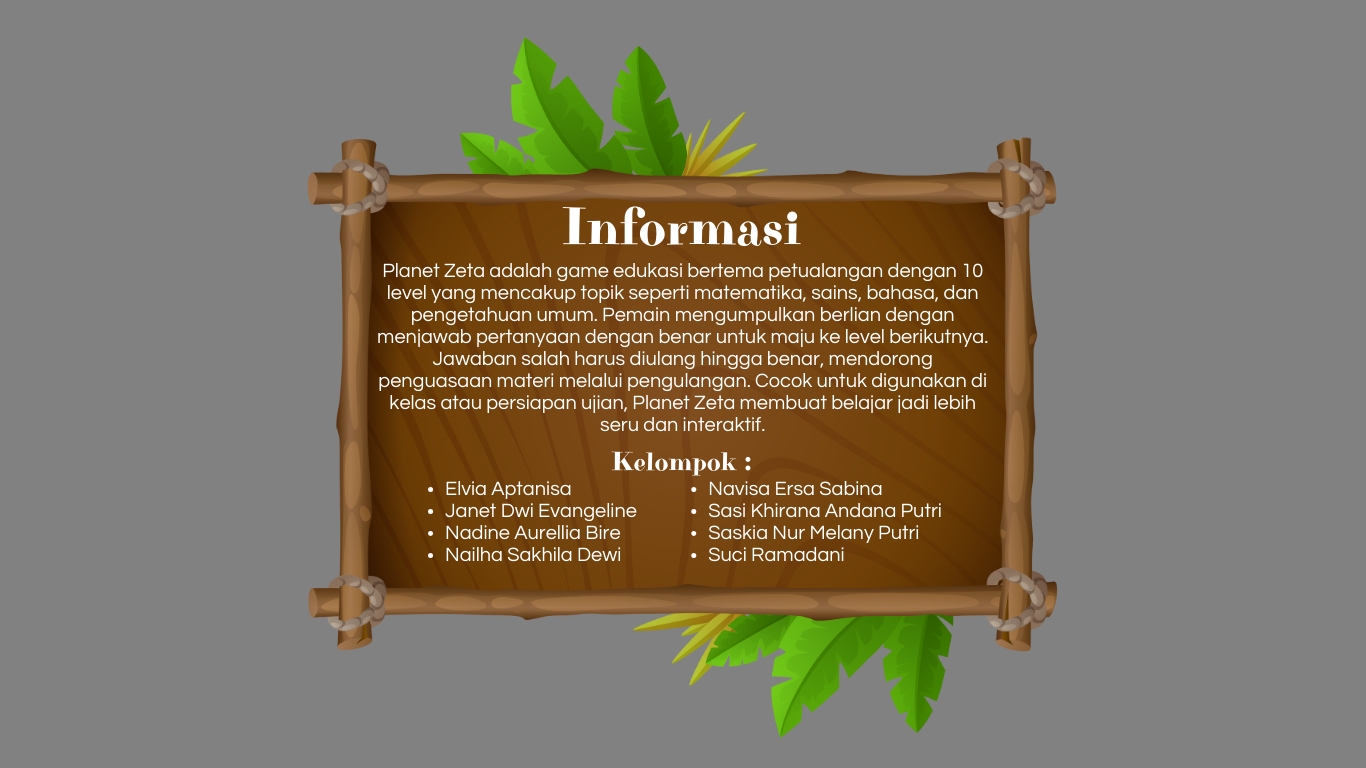 Informasi
Planet Zeta adalah game edukasi bertema petualangan dengan 10
level yang mencakup topik seperti matematika, sains, bahasa, dan
pengetahuan umum. Pemain mengumpulkan berlian dengan
menjawab pertanyaan dengan benar untuk maju ke level berikutnya.
Jawaban salah harus diulang hingga benar, mendorong
penguasaan materi melalui pengulangan. Cocok untuk digunakan di
kelas atau persiapan ujian, Planet Zeta membuat belajar jadi lebih
seru dan interaktif.
Kelompok :
• Elvia Aptanisa
• Janet Dwi Evangeline
• Nadine Aurellia Bire
• Nailha Sakhila Dewi
• Navisa Ersa Sabina
• Sasi Khirana Andana Putri
• Saskia Nur Melany Putri
• Suci Ramadani